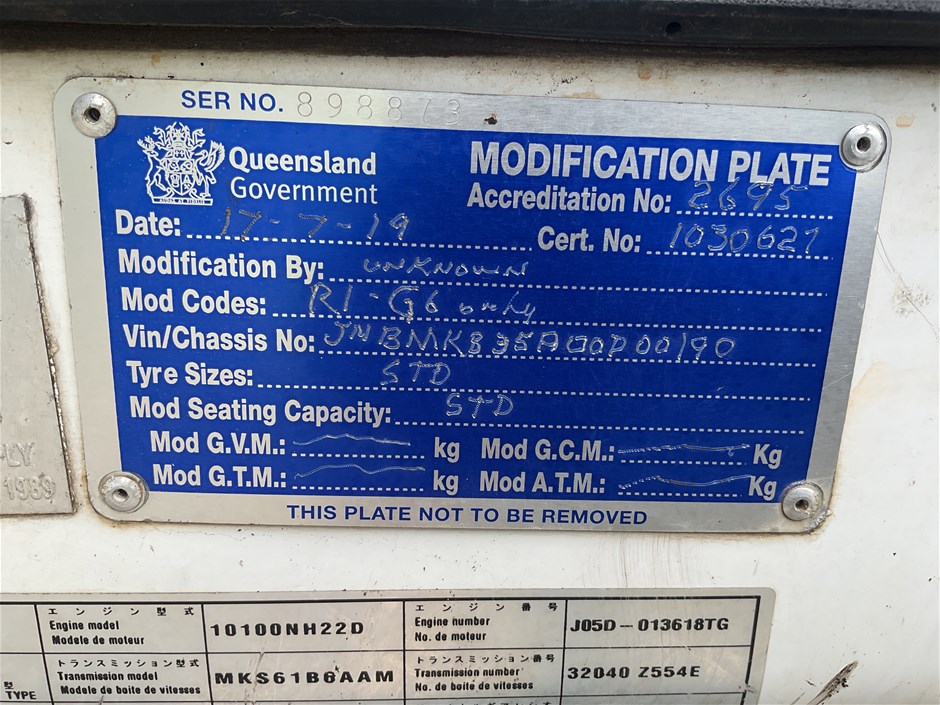 SER NO. 898873
Queensland
Government
MODIFICATION PLATE
Accreditation No: 2695
Date: 17-7-19
Cert. No: 1030627
Modification By: UNKNOWN
Mod Codes: R1-G6 only
Vin/Chassis No: JNBMKB35A00P00190
Tyre Sizes: STD
Mod Seating Capacity: STD
Mod G.V.M.: kg Mod G.C.M.: Kg
Mod G.T.M.: kg Mod A.T.M.: Kg
THIS PLATE NOT TO BE REMOVED
LY
1989
エンジン型式
Engine model
Modele de moteur
10100NH22D
エンジン番号
Engine number
No. de moteur
J05D-013618TG
型
TYPE
トランスミッション型式
Transmission model
Modele de boite de vitesses
MKS61B6AAM
トランスミッション番号
Transmission number
No. de boite de vitesses
32040 Z554E